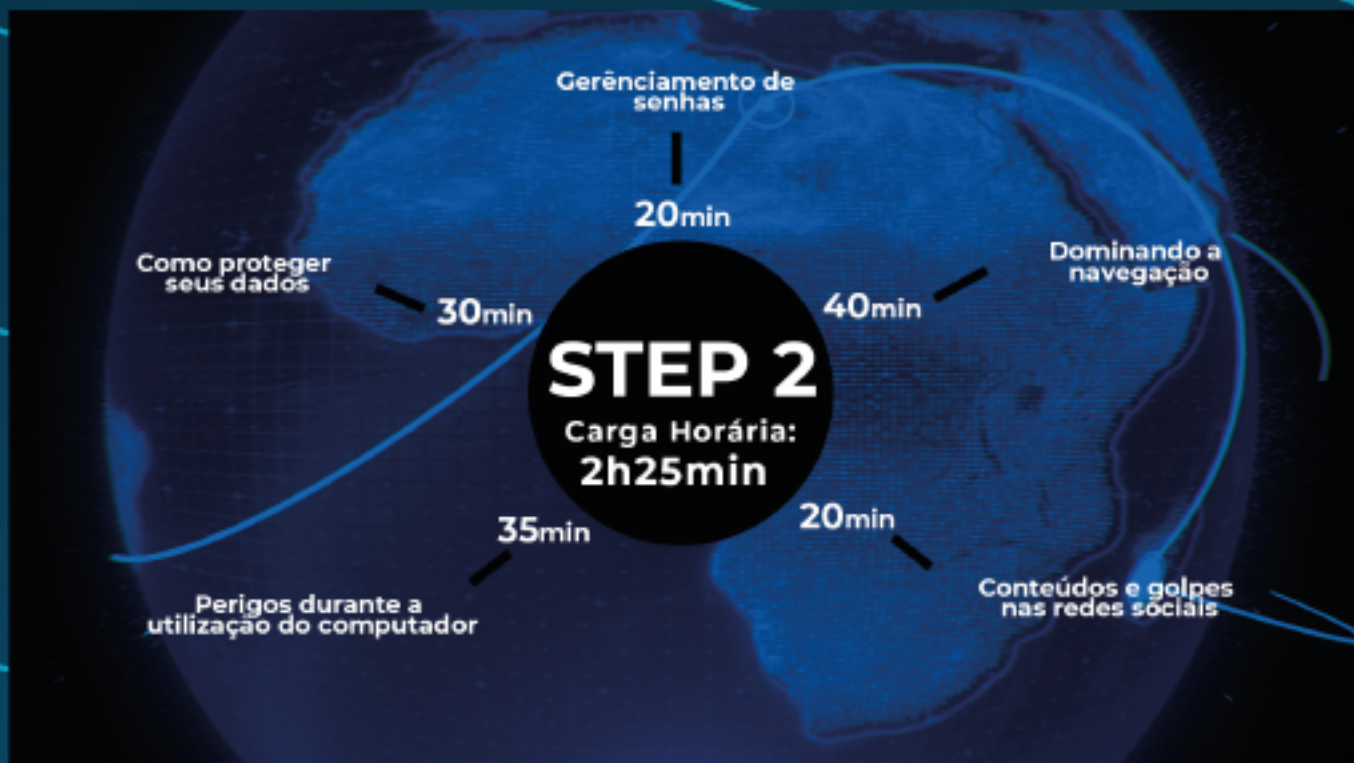 Gerênciamento de
senhas
20min
Como proteger
seus dados
30min
Dominando a
navegação
40min
STEP 2
Carga Horária:
2h25min
35min
Perigos durante a
utilização do computador
20min
Conteúdos e golpes
nas redes sociais